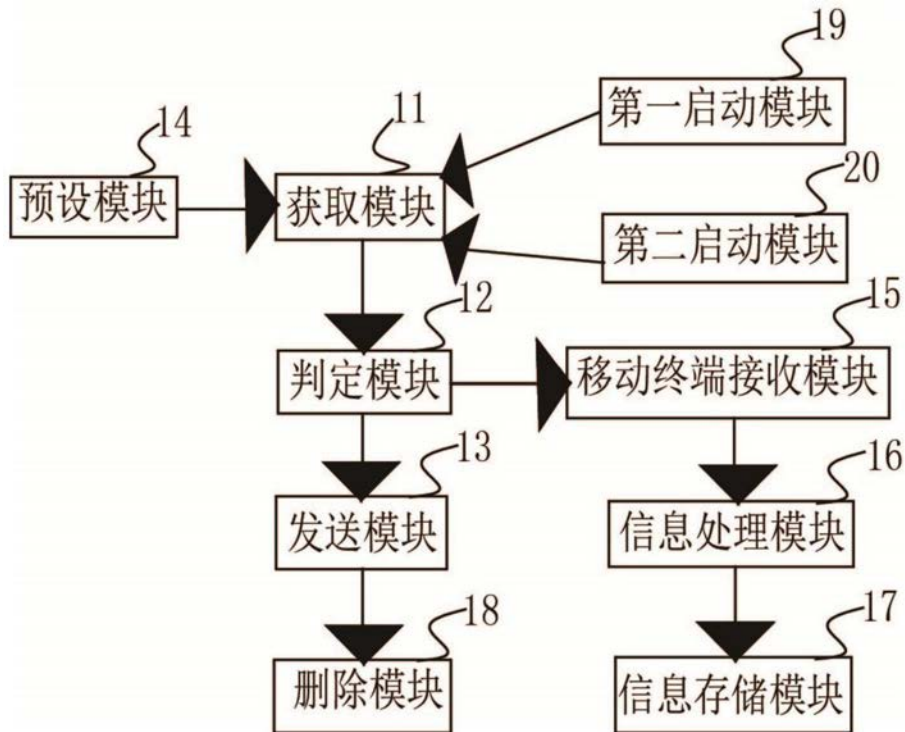 19
第一启动模块
14
11
预设模块
获取模块
20
第二启动模块
12
15
判定模块
移动终端接收模块
13
16
发送模块
信息处理模块
18
17
删除模块
信息存储模块